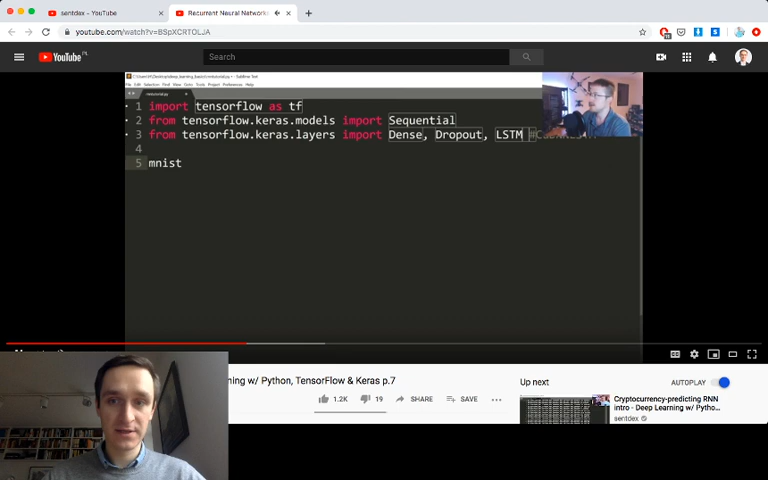 sentdex - YouTube
Recurrent Neural Network
youtube.com/watch?v=BSpXCRTOLJA
YouTube PL
Search
1 import tensorflow as tf
2 from tensorflow.keras.models import Sequential
3 from tensorflow.keras.layers import Dense, Dropout, LSTM
4
5 mnist
ning w/ Python, TensorFlow & Keras p.7
1.2K 19 SHARE SAVE
Up next
AUTOPLAY
Cryptocurrency-predicting RNN
intro - Deep Learning w/ Pytho...
sentdex